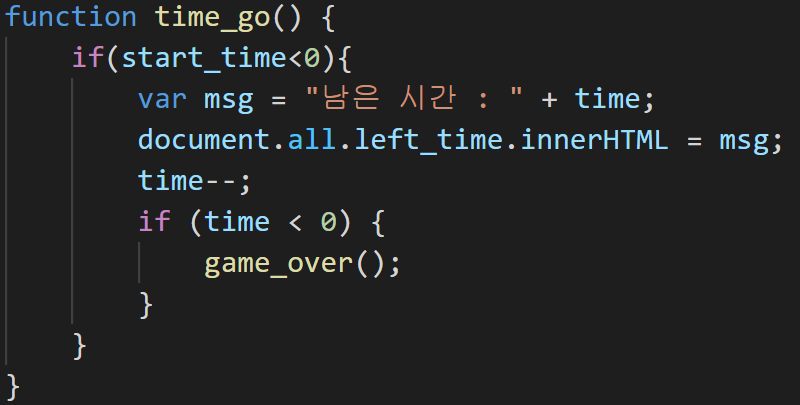 function time_go() {
    if(start_time<0){
        var msg = "남은 시간 : " + time;
        document.all.left_time.innerHTML = msg;
        time--;
        if (time < 0) {
            game_over();
        }
    }
}